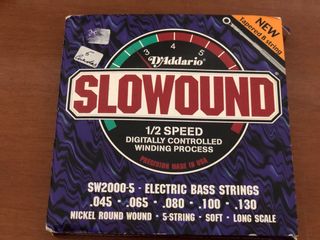 NEW
Tapered B string
3 4 5
D'Addario
SLOWOUND
1/2 SPEED
DIGITALLY CONTROLLED
WINDING PROCESS
PRECISION MADE IN USA
SW2000-5 - ELECTRIC BASS STRINGS
.045 - .065 - .080 - .100 - .130
NICKEL ROUND WOUND - 5-STRING - SOFT - LONG SCALE